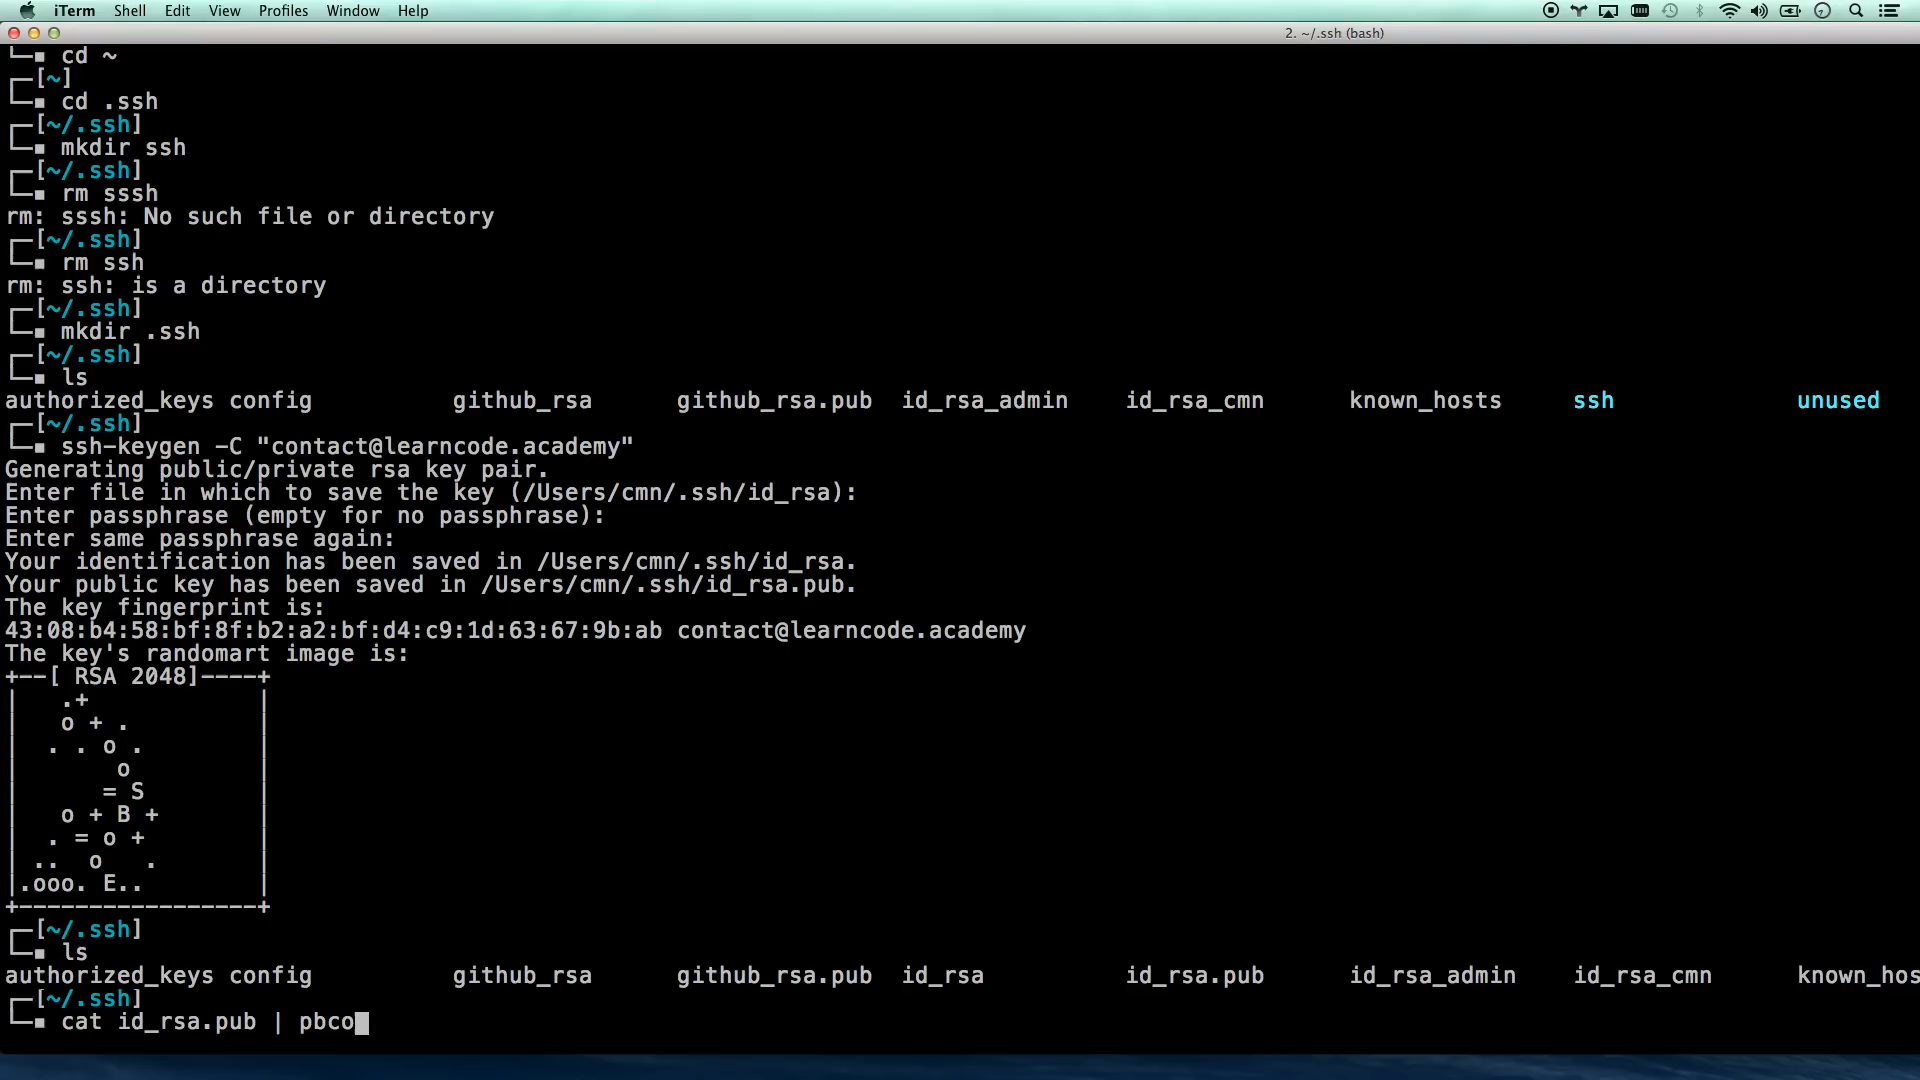 iTerm Shell Edit View Profiles Window Help
2. ~/.ssh (bash)
cd ~
[~]
cd .ssh
[~/.ssh]
mkdir ssh
[~/.ssh]
rm sssh
rm: sssh: No such file or directory
[~/.ssh]
rm ssh
rm: ssh: is a directory
[~/.ssh]
mkdir .ssh
[~/.ssh]
ls
authorized_keys config github_rsa github_rsa.pub id_rsa_admin id_rsa_cmn known_hosts ssh unused
[~/.ssh]
ssh-keygen -C "contact@learncode.academy"
Generating public/private rsa key pair.
Enter file in which to save the key (/Users/cmn/.ssh/id_rsa):
Enter passphrase (empty for no passphrase):
Enter same passphrase again:
Your identification has been saved in /Users/cmn/.ssh/id_rsa.
Your public key has been saved in /Users/cmn/.ssh/id_rsa.pub.
The key fingerprint is:
43:08:b4:58:bf:8f:b2:a2:bf:d4:c9:1d:63:67:9b:ab contact@learncode.academy
The key's randomart image is:
+--[ RSA 2048]----+
|   .+            |
|   o + .         |
|  . . o .        |
|       o         |
|      = S        |
|   o + B +       |
|  . = o +        |
| ..  o   .       |
|.ooo. E..        |
+-----------------+
[~/.ssh]
ls
authorized_keys config github_rsa github_rsa.pub id_rsa id_rsa.pub id_rsa_admin id_rsa_cmn known_hos
[~/.ssh]
cat id_rsa.pub | pbco